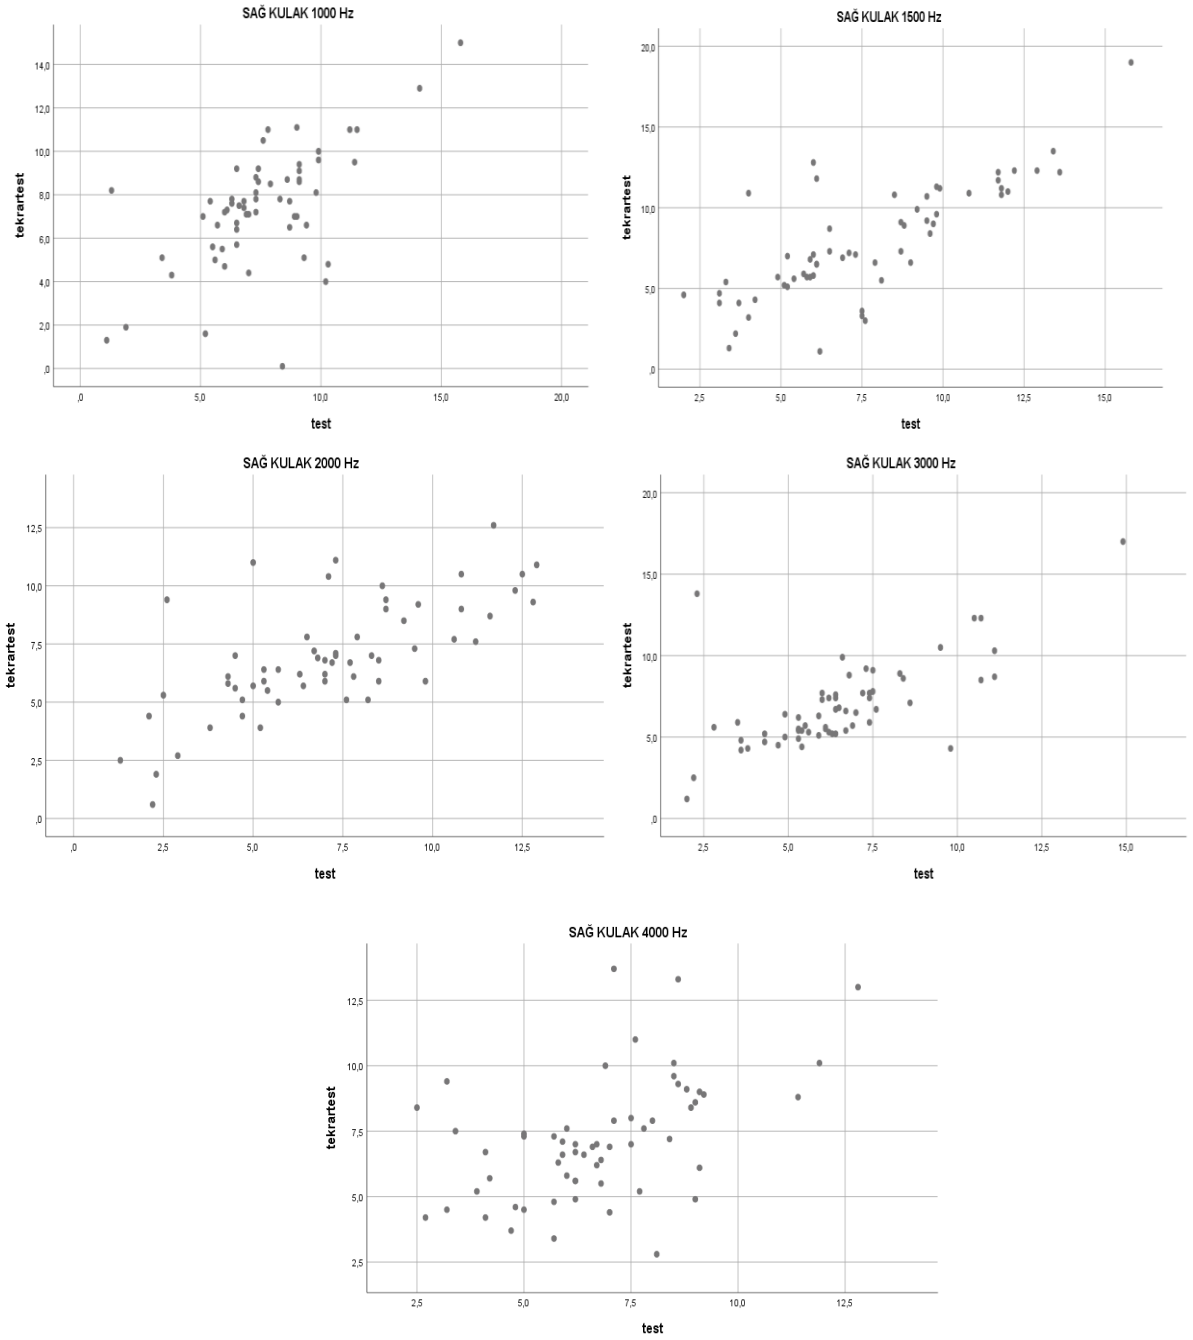 SAĞ KULAK 1000 Hz
tekrartest
14,0
12,0
10,0
8,0
6,0
4,0
2,0
,0
,0 5,0 10,0 15,0 20,0
test
SAĞ KULAK 1500 Hz
tekrartest
20,0
15,0
10,0
5,0
,0
2,5 5,0 7,5 10,0 12,5 15,0
test
SAĞ KULAK 2000 Hz
tekrartest
12,5
10,0
7,5
5,0
2,5
,0
,0 2,5 5,0 7,5 10,0 12,5
test
SAĞ KULAK 3000 Hz
tekrartest
20,0
15,0
10,0
5,0
,0
2,5 5,0 7,5 10,0 12,5 15,0
test
SAĞ KULAK 4000 Hz
tekrartest
12,5
10,0
7,5
5,0
2,5
2,5 5,0 7,5 10,0 12,5
test